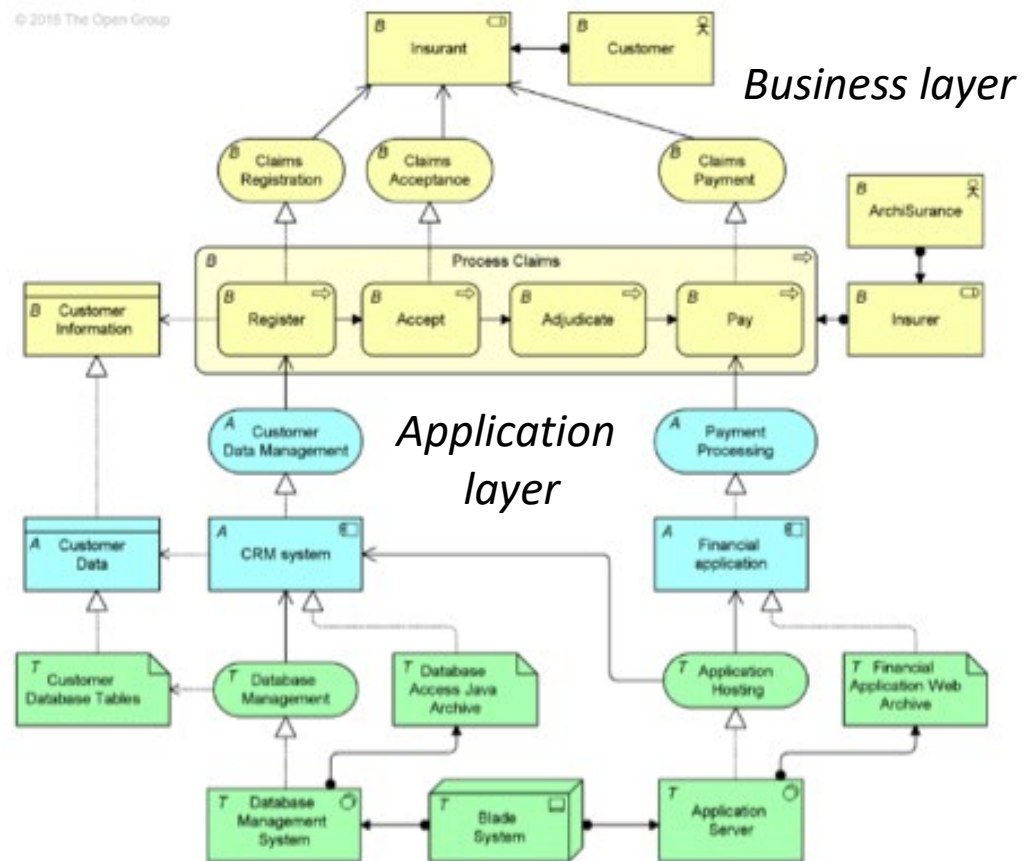 © 2016 The Open Group
B
Insurant
B
Customer
Business layer
B
Claims
Registration
B
Claims
Acceptance
B
Claims
Payment
B
ArchiSurance
B
Process Claims
B
Customer
Information
B
Register
B
Accept
B
Adjudicate
B
Pay
B
Insurer
A
Customer
Data Management
Application
layer
A
Payment
Processing
A
Customer
Data
A
CRM system
A
Financial
application
T
Customer
Database Tables
T
Database
Management
T
Database
Access Java
Archive
T
Application
Hosting
T
Financial
Application Web
Archive
T
Database
Management
System
T
Blade
System
T
Application
Server